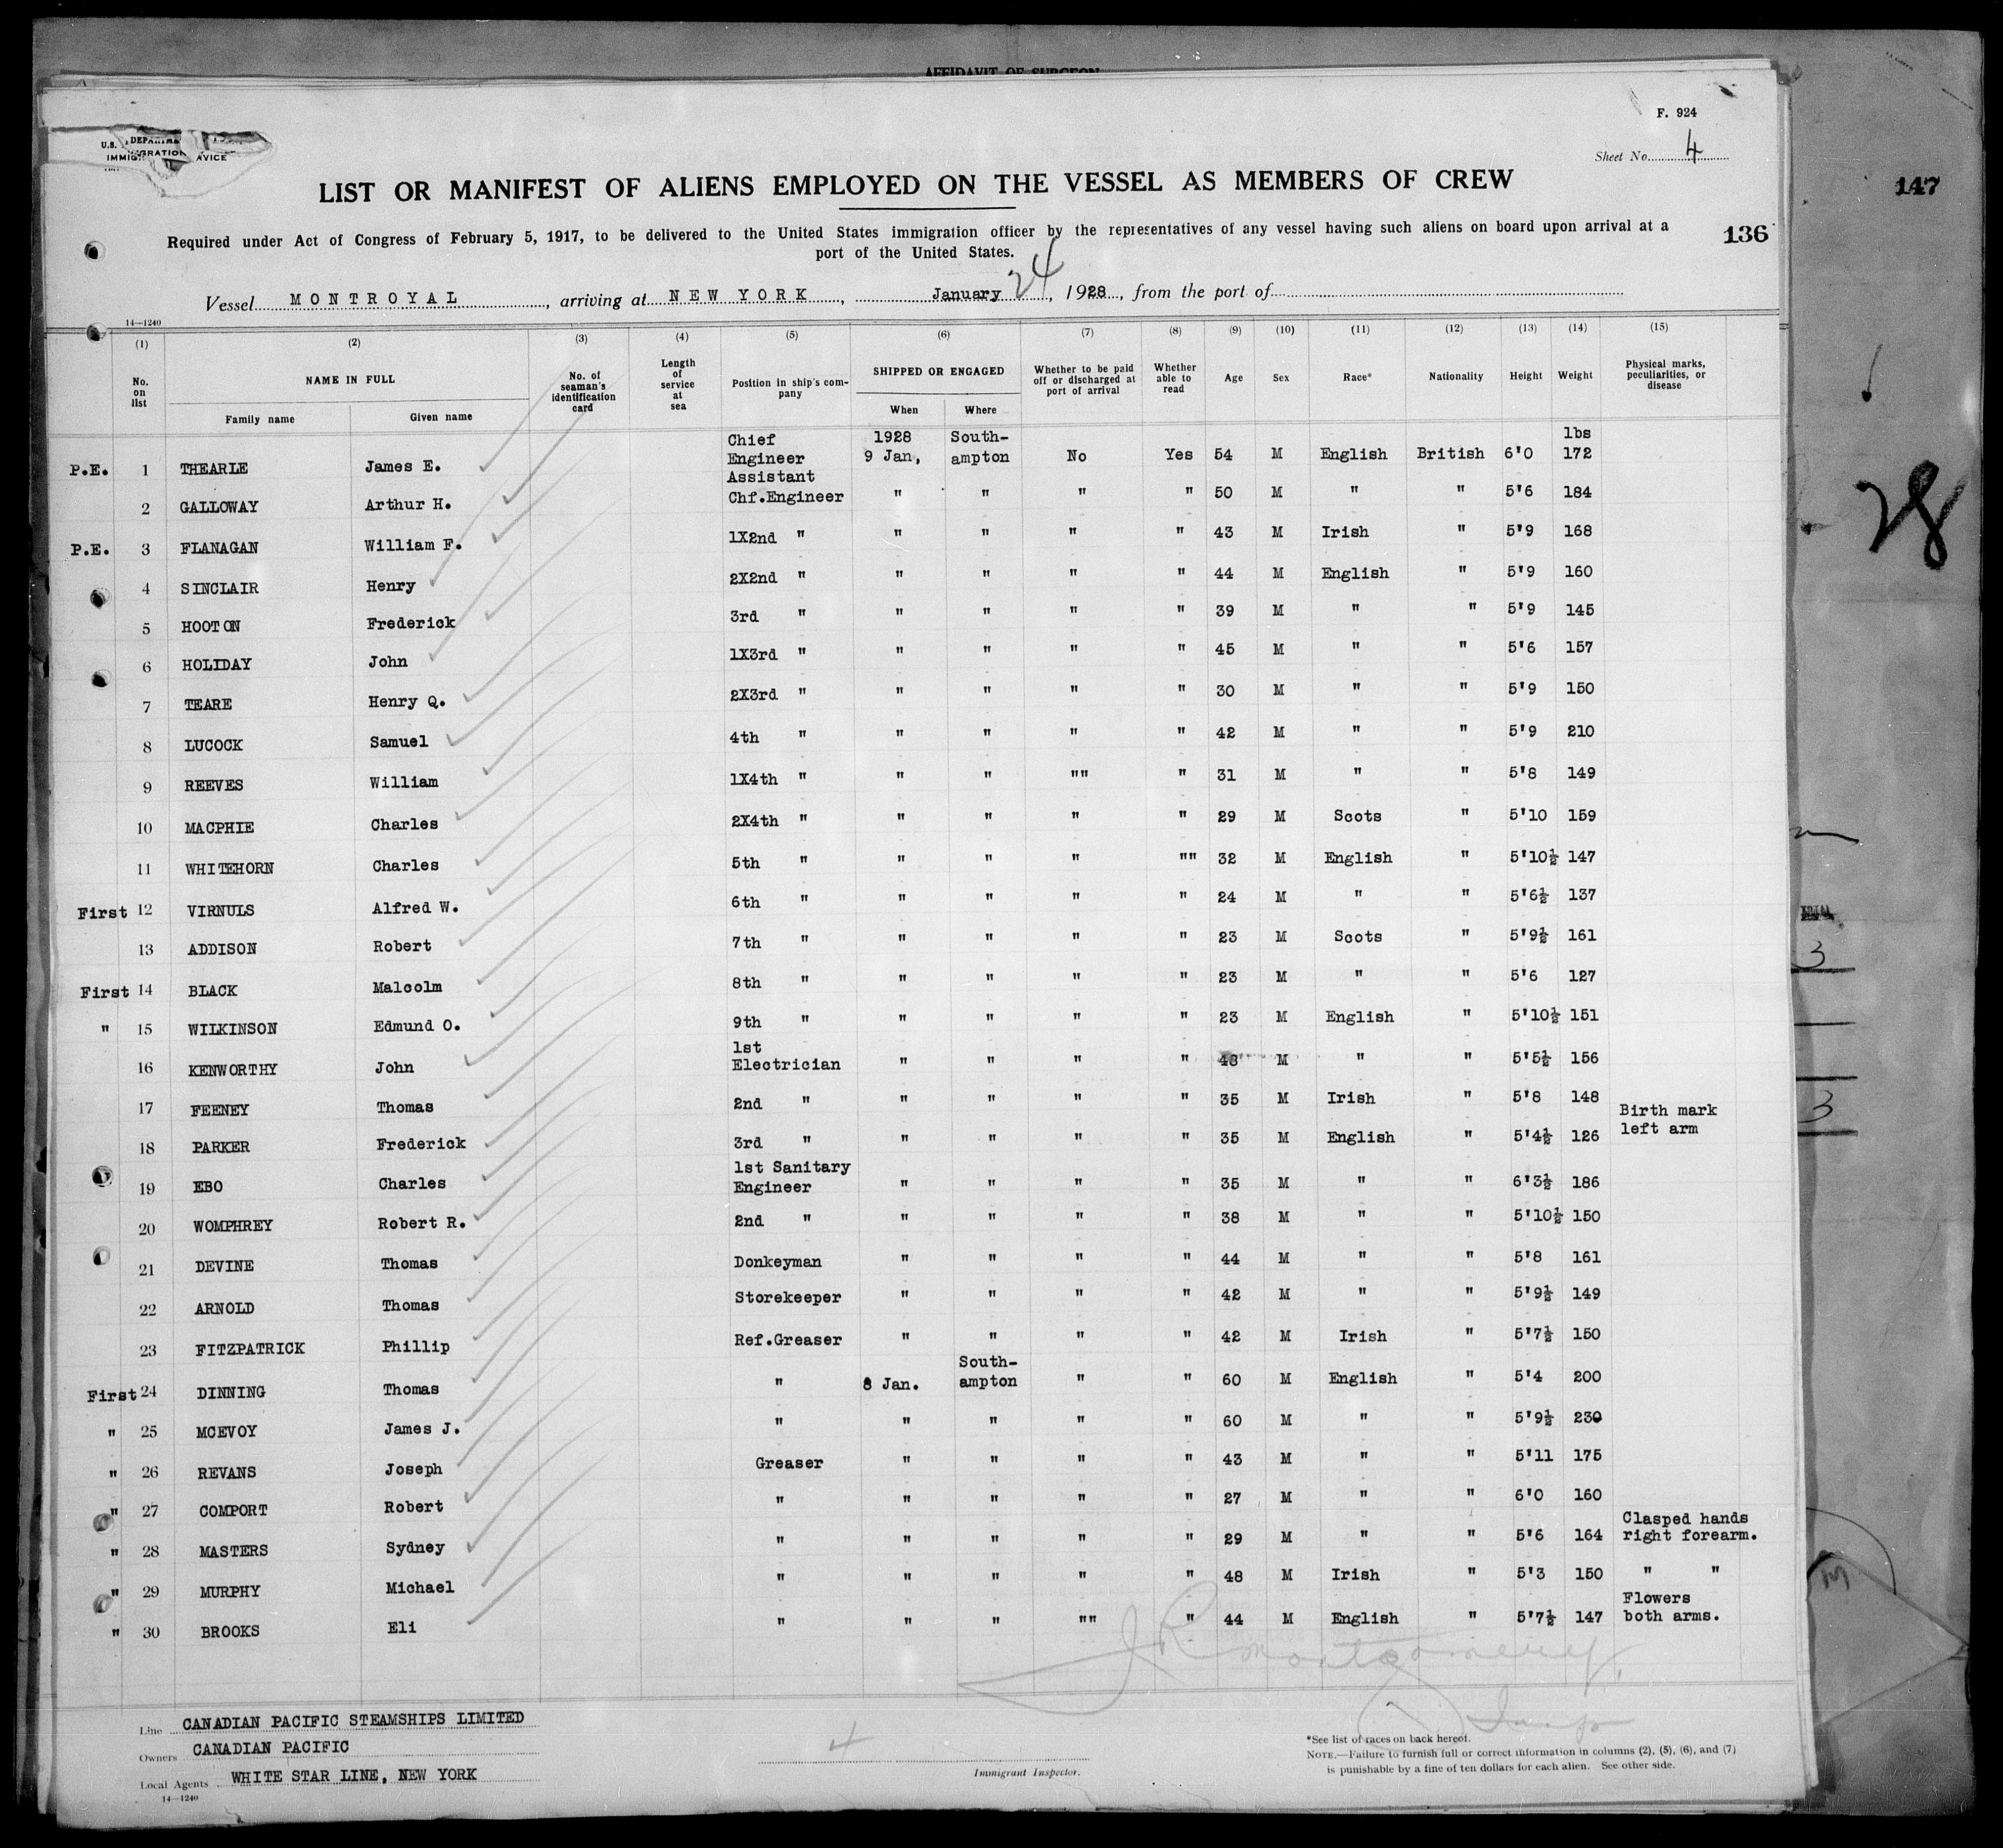 AFFIDAVIT OF SURGEON
F. 924
U.S. DEPARTME
IMMIGRATION
Sheet No. 4
LIST OR MANIFEST OF ALIENS EMPLOYED ON THE VESSEL AS MEMBERS OF CREW
147
Required under Act of Congress of February 5, 1917, to be delivered to the United States immigration officer by the representatives of any vessel having such aliens on board upon arrival at a
port of the United States.
136
Vessel MONTROYAL, arriving at NEW YORK, January 24, 1928, from the port of
14—1240
(1) (2) (3) (4) (5) (6) (7) (8) (9) (10) (11) (12) (13) (14) (15)
No. on list NAME IN FULL Family name Given name No. of seaman's identification card Length of service at sea Position in ship's company SHIPPED OR ENGAGED When Where Whether to be paid off or discharged at port of arrival Whether able to read Age Sex Race* Nationality Height Weight Physical marks, peculiarities, or disease
28
P.E. 1 THEARLE James E. Chief Engineer 1928 9 Jan, South-ampton No Yes 54 M English British 6'0 lbs 172
2 GALLOWAY Arthur H. Assistant Chf.Engineer " " " " 50 M " " 5'6 184
P.E. 3 FLANAGAN William F. 1X2nd " " " " " 43 M Irish " 5'9 168
4 SINCLAIR Henry 2X2nd " " " " " 44 M English " 5'9 160
5 HOOTON Frederick 3rd " " " " " 39 M " " 5'9 145
6 HOLIDAY John 1X3rd " " " " " 45 M " " 5'6 157
7 TEARE Henry Q. 2X3rd " " " " " 30 M " " 5'9 150
8 LUCOCK Samuel 4th " " " " " 42 M " " 5'9 210
9 REEVES William 1X4th " " " "" " 31 M " " 5'8 149
10 MACPHIE Charles 2X4th " " " " " 29 M Scots " 5'10 159
11 WHITEHORN Charles 5th " " " " "" 32 M English " 5'10½ 147
First 12 VIRNULS Alfred W. 6th " " " " " 24 M " " 5'6½ 137
13 ADDISON Robert 7th " " " " " 23 M Scots " 5'9½ 161
First 14 BLACK Malcolm 8th " " " " " 23 M " " 5'6 127
" 15 WILKINSON Edmund O. 9th " " " " " 23 M English " 5'10½ 151
16 KENWORTHY John 1st Electrician " " " " 48 M " " 5'5½ 156
17 FEENEY Thomas 2nd " " " " " 35 M Irish " 5'8 148
18 PARKER Frederick 3rd " " " " " 35 M English " 5'4½ 126 Birth mark left arm
19 EBO Charles 1st Sanitary Engineer " " " " 35 M " " 6'3½ 186
20 WOMPHREY Robert R. 2nd " " " " " 38 M " " 5'10½ 150
21 DEVINE Thomas Donkeyman " " " " 44 M " " 5'8 161
22 ARNOLD Thomas Storekeeper " " " " 42 M " " 5'9½ 149
23 FITZPATRICK Phillip Ref.Greaser " " " " 42 M Irish " 5'7½ 150
First 24 DINNING Thomas " 8 Jan. South-ampton " " 60 M English " 5'4 200
" 25 MCEVOY James J. " " " " " 60 M " " 5'9½ 230
" 26 REVANS Joseph Greaser " " " " 43 M " " 5'11 175
" 27 COMPORT Robert " " " " " 27 M " " 6'0 160
" 28 MASTERS Sydney " " " " " 29 M " " 5'6 164 Clasped hands right forearm.
" 29 MURPHY Michael " " " " " 48 M Irish " 5'3 150 " "
" 30 BROOKS Eli " " " "" " 44 M English " 5'7½ 147 Flowers both arms.
3
3
J R Montgomery
Line CANADIAN PACIFIC STEAMSHIPS LIMITED
Owners CANADIAN PACIFIC
Local Agents WHITE STAR LINE, NEW YORK
14—1240
4
Immigrant Inspector.
*See list of races on back hereof.
NOTE.—Failure to furnish full or correct information in columns (2), (5), (6), and (7)
is punishable by a fine of ten dollars for each alien. See other side.